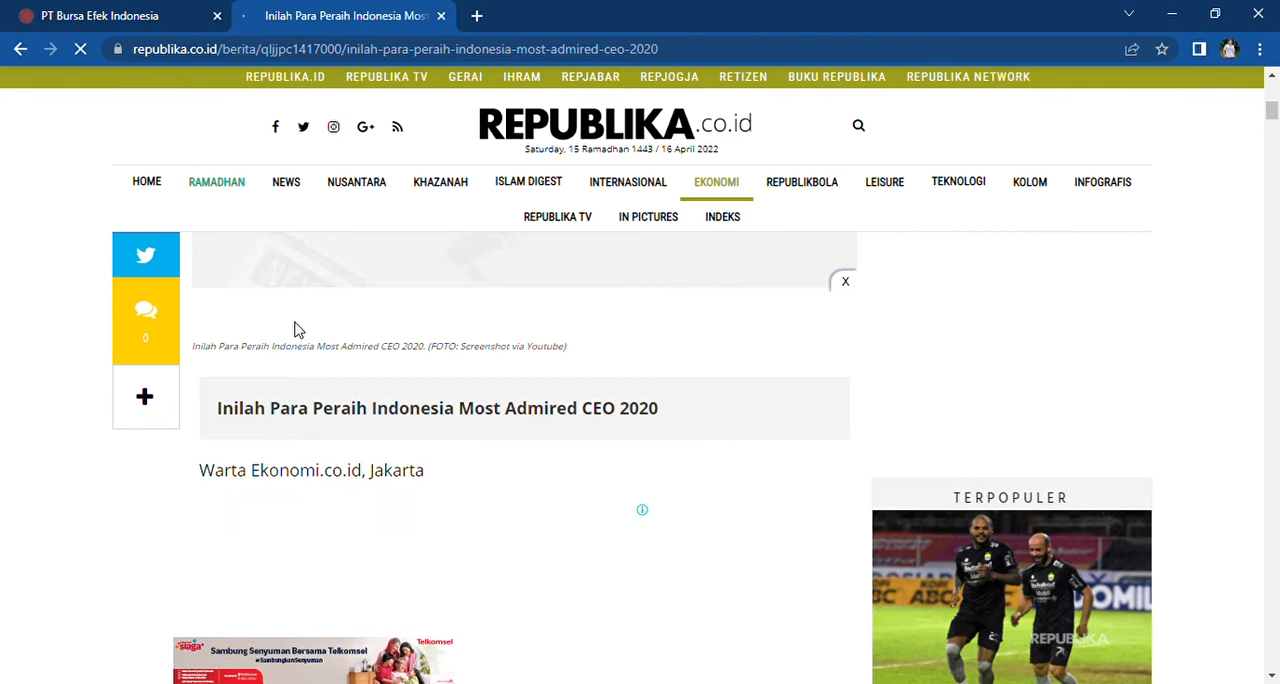 PT Bursa Efek Indonesia
Inilah Para Peraih Indonesia Mos
republika.co.id/berita/qljjpc1417000/inilah-para-peraih-indonesia-most-admired-ceo-2020
REPUBLIKA.ID REPUBLIKA TV GERAI IHRAM REPJABAR REPJOGJA RETIZEN BUKU REPUBLIKA REPUBLIKA NETWORK
REPUBLIKA.co.id
Saturday, 15 Ramadhan 1443 / 16 April 2022
HOME RAMADHAN NEWS NUSANTARA KHAZANAH ISLAM DIGEST INTERNASIONAL EKONOMI REPUBLIKBOLA LEISURE TEKNOLOGI KOLOM INFOGRAFIS
REPUBLIKA TV IN PICTURES INDEKS
X
0
Inilah Para Peraih Indonesia Most Admired CEO 2020. (FOTO: Screenshot via Youtube)
Inilah Para Peraih Indonesia Most Admired CEO 2020
Warta Ekonomi.co.id, Jakarta
TERPOPULER
REPUBLIKA
siaga
Sambung Senyuman Bersama Telkomsel
#SambungkanSenyuman
Telkomsel